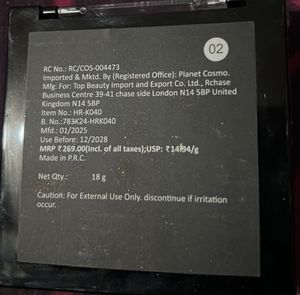 02
RC No.: RC/COS-004473
Imported & Mktd. By (Registered Office): Planet Cosmo.
Mfg. For: Top Beauty Import and Export Co. Ltd., Rdchare
Business Centre 39-41 chase side London N14 5BP United
Kingdom N14 5BP
Item No.: HR-K040
B. No.:783K24-HRK040
Mfd.: 01/2025
Use Before: 12/2028
MRP ₹269.00(Incl. of all taxes);USP: ₹14.94/g
Made in P.R.C.
Net Qty.: 18 g
Caution: For External Use Only. discontinue if irritation
occur.